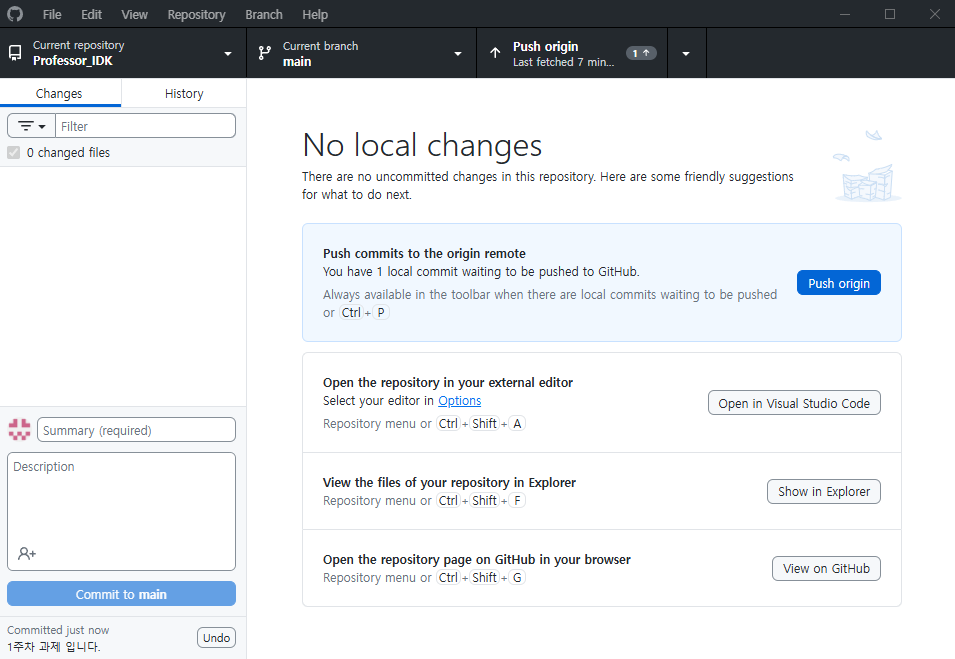 File Edit View Repository Branch Help
Current repository
Professor_IDK
Current branch
main
Push origin
Last fetched 7 min...
1
Changes History
Filter
0 changed files
No local changes
There are no uncommitted changes in this repository. Here are some friendly suggestions
for what to do next.
Push commits to the origin remote
You have 1 local commit waiting to be pushed to GitHub.
Always available in the toolbar when there are local commits waiting to be pushed
or Ctrl + P
Push origin
Open the repository in your external editor
Select your editor in Options
Repository menu or Ctrl + Shift + A
Open in Visual Studio Code
View the files of your repository in Explorer
Repository menu or Ctrl + Shift + F
Show in Explorer
Open the repository page on GitHub in your browser
Repository menu or Ctrl + Shift + G
View on GitHub
Summary (required)
Description
Commit to main
Committed just now
1주차 과제 입니다.
Undo